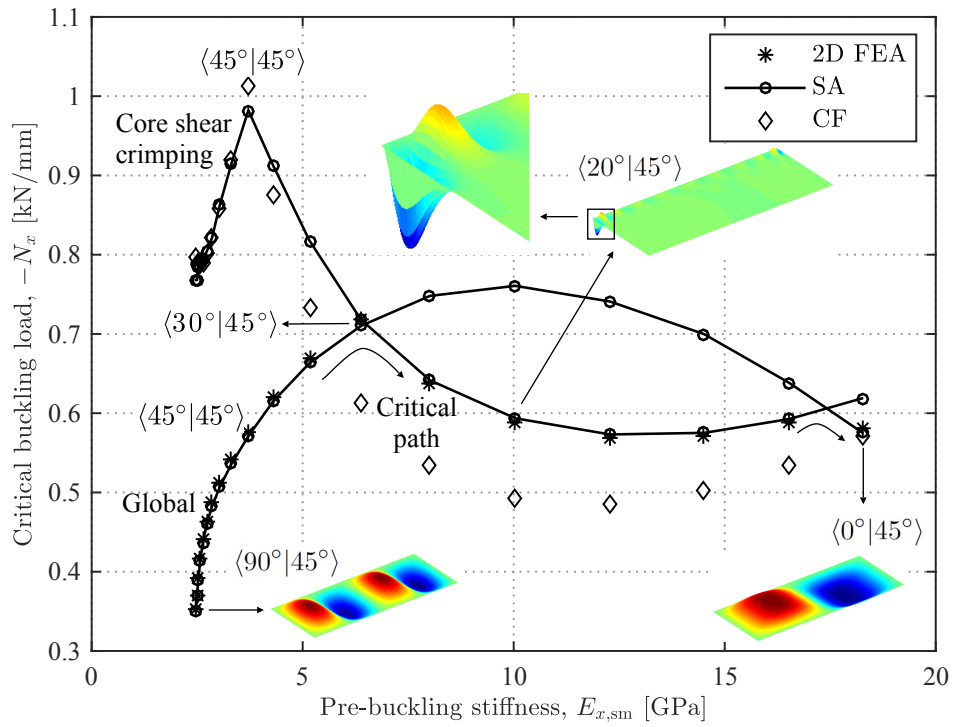 1.1
1
0.9
0.8
0.7
0.6
0.5
0.4
0.3
Critical buckling load, −N_x [kN/mm]
⟨45°|45°⟩
Core shear
crimping
2D FEA
SA
CF
⟨20°|45°⟩
⟨30°|45°⟩
⟨45°|45°⟩
Critical
path
Global
⟨90°|45°⟩
⟨0°|45°⟩
0
5
10
15
20
Pre-buckling stiffness, E_{x,sm} [GPa]